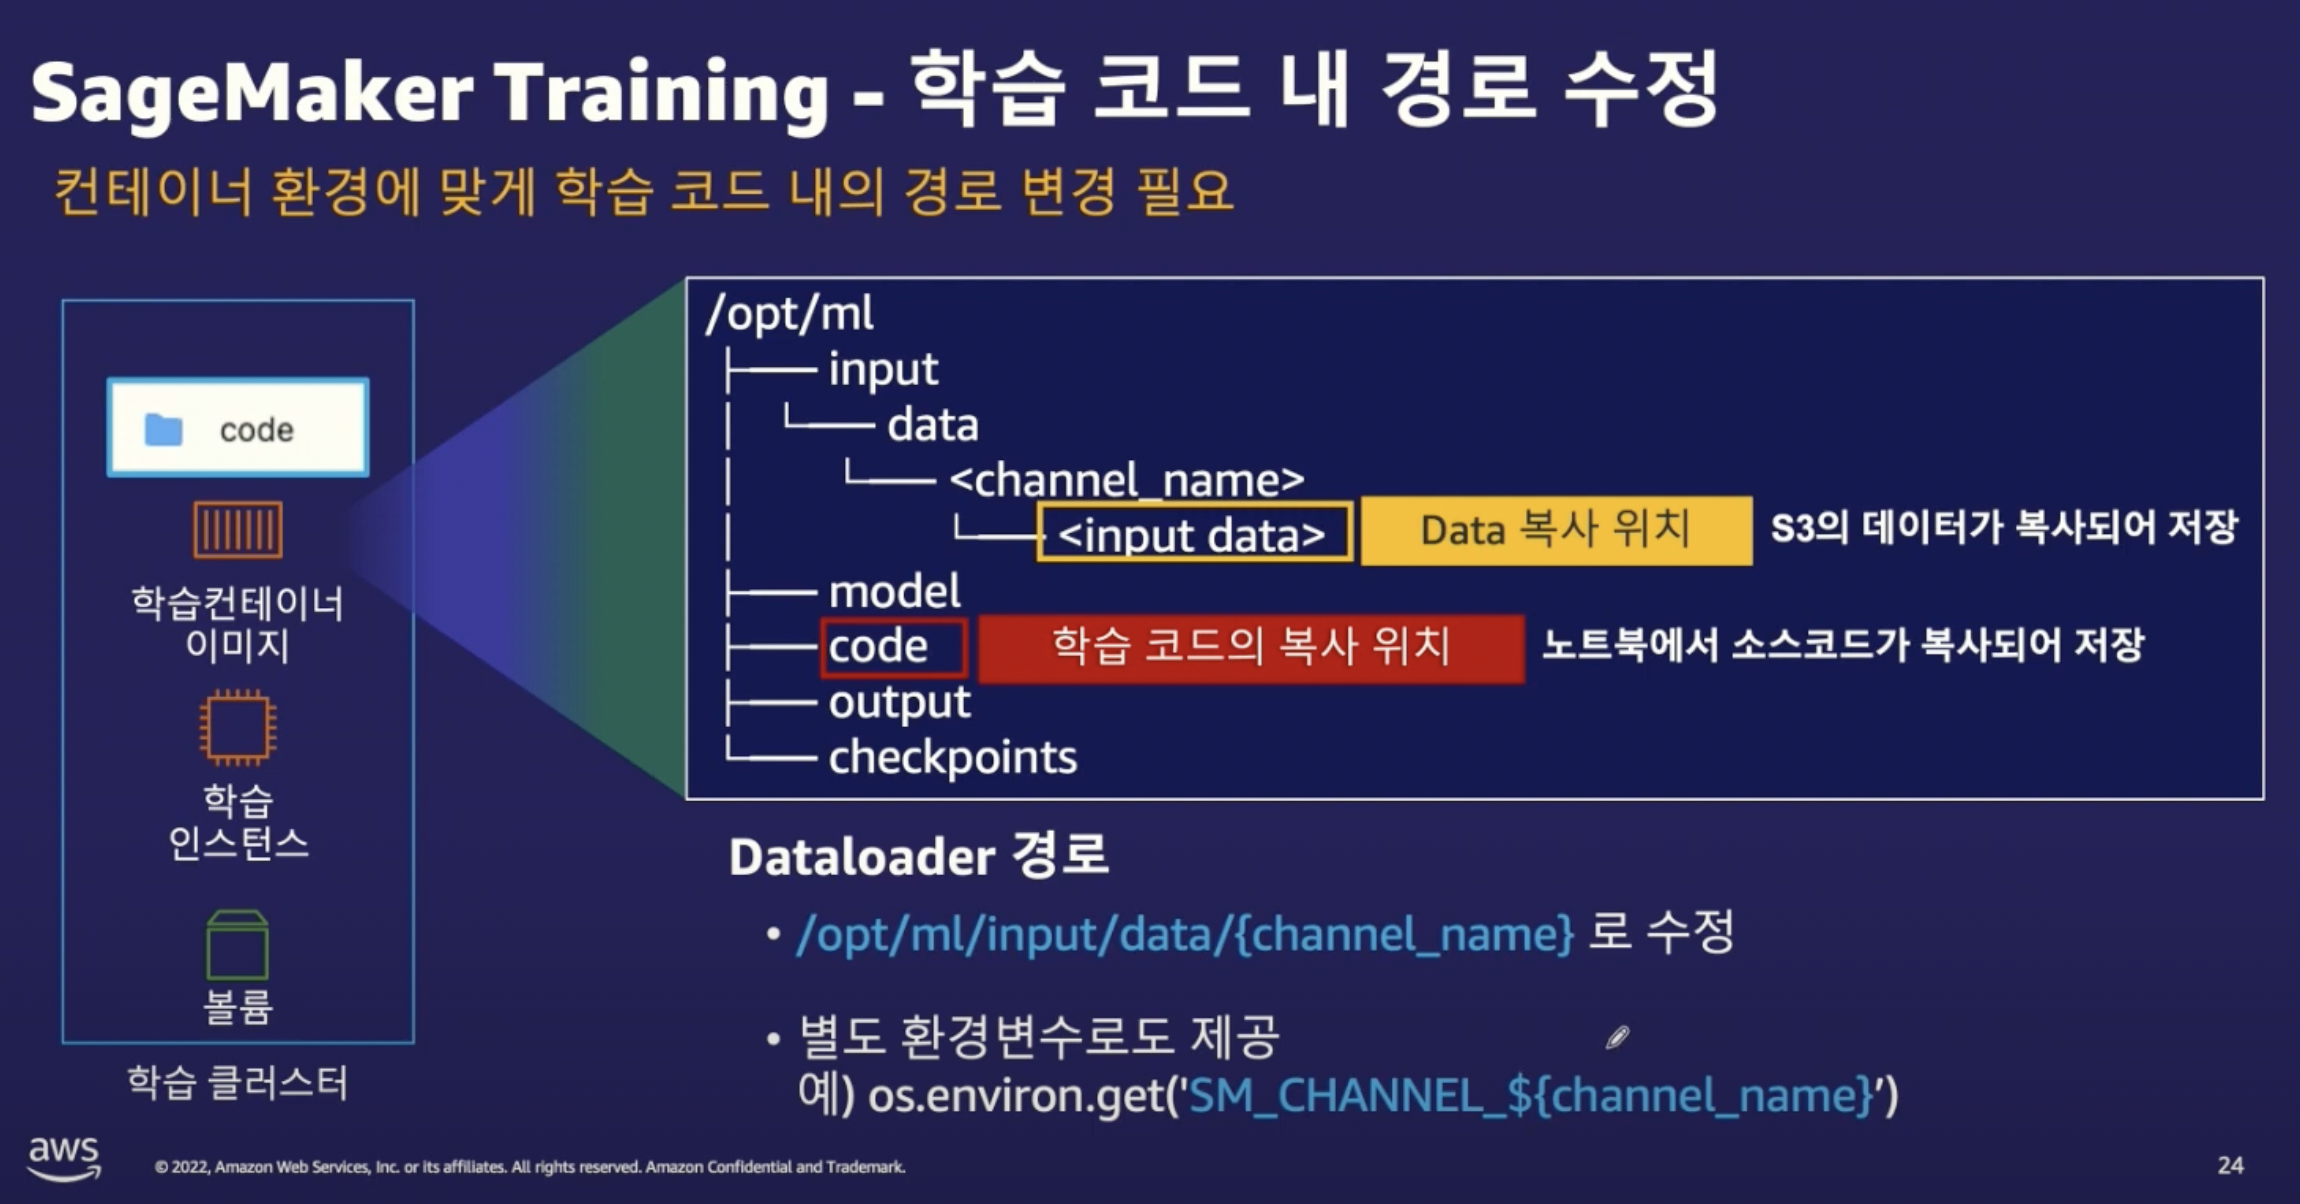 SageMaker Training - 학습 코드 내 경로 수정
컨테이너 환경에 맞게 학습 코드 내의 경로 변경 필요
code
학습컨테이너
이미지
학습
인스턴스
볼륨
학습 클러스터
/opt/ml
input
data
<channel_name>
<input data> Data 복사 위치 S3의 데이터가 복사되어 저장
model
code 학습 코드의 복사 위치 노트북에서 소스코드가 복사되어 저장
output
checkpoints
Dataloader 경로
• /opt/ml/input/data/{channel_name} 로 수정
• 별도 환경변수로도 제공
예) os.environ.get('SM_CHANNEL_${channel_name}')
aws
© 2022, Amazon Web Services, Inc. or its affiliates. All rights reserved. Amazon Confidential and Trademark.
24